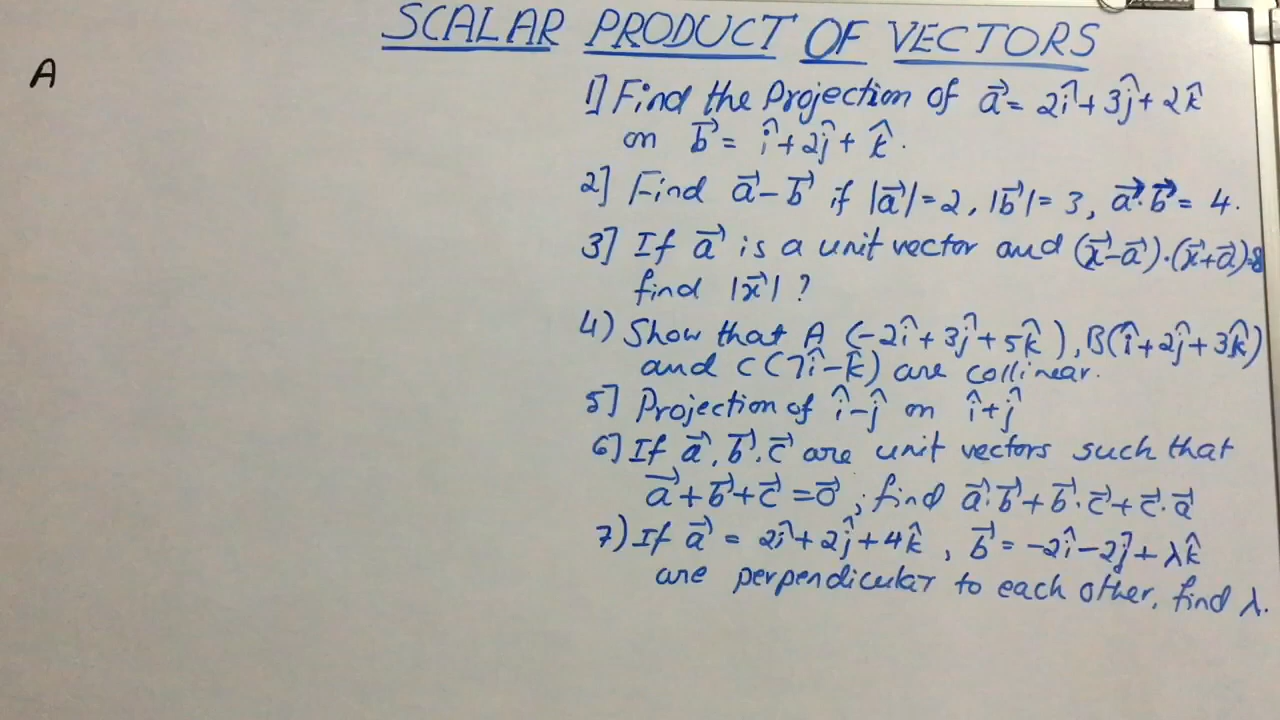 SCALAR PRODUCT OF VECTORS
A
1] Find the Projection of a⃗ = 2î + 3ĵ + 2k̂
on b⃗ = î + 2ĵ + k̂.
2] Find a⃗ - b⃗ if |a⃗| = 2, |b⃗| = 3, a⃗·b⃗ = 4.
3] If a⃗ is a unit vector and (x⃗-a⃗)·(x⃗+a⃗)=8
find |x⃗| ?
4) Show that A (-2î + 3ĵ + 5k̂), B(î + 2ĵ + 3k̂)
and C(7î - k̂) are collinear.
5] Projection of î - ĵ on î + ĵ
6] If a⃗, b⃗, c⃗ are unit vectors such that
a⃗ + b⃗ + c⃗ = 0⃗ ; find a⃗·b⃗ + b⃗·c⃗ + c⃗·a⃗
7) If a⃗ = 2î + 2ĵ + 4k̂, b⃗ = -2î - 2ĵ + λk̂
are perpendicular to each other, find λ.